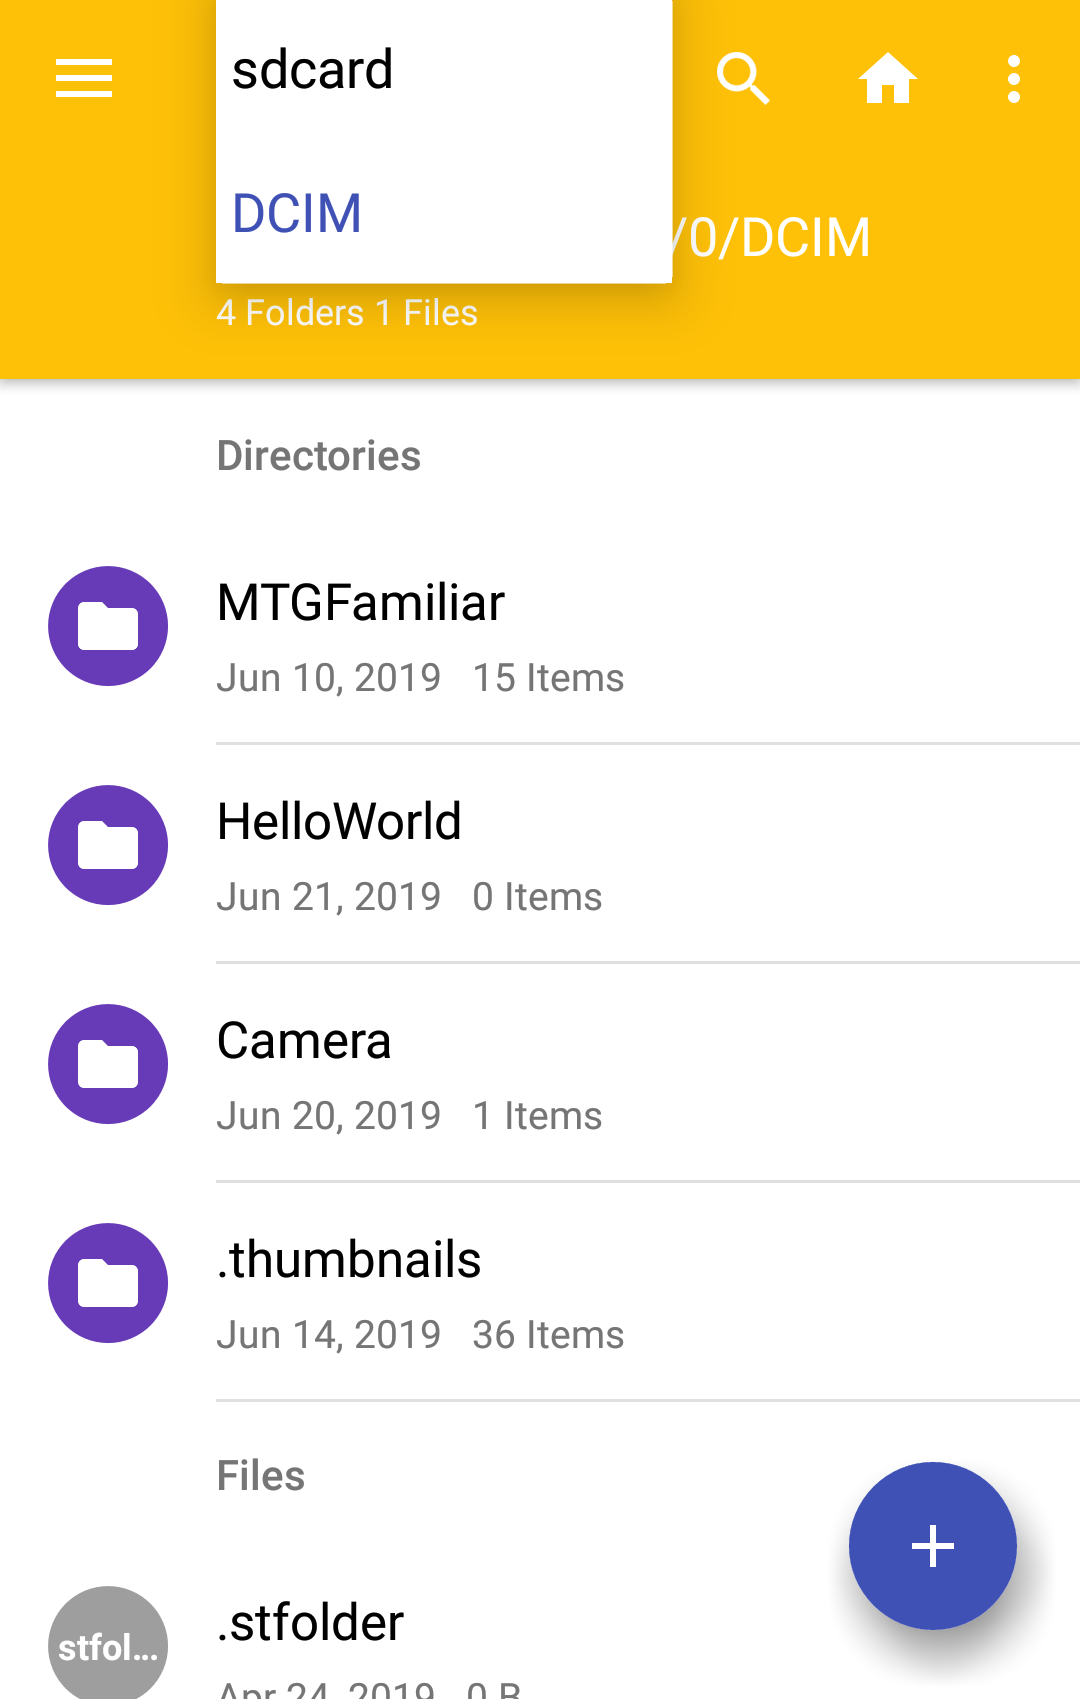 sdcard
DCIM
/0/DCIM
4 Folders 1 Files
Directories
MTGFamiliar
Jun 10, 2019 15 Items
HelloWorld
Jun 21, 2019 0 Items
Camera
Jun 20, 2019 1 Items
.thumbnails
Jun 14, 2019 36 Items
Files
stfol...
.stfolder
Apr 24, 2019 0 B